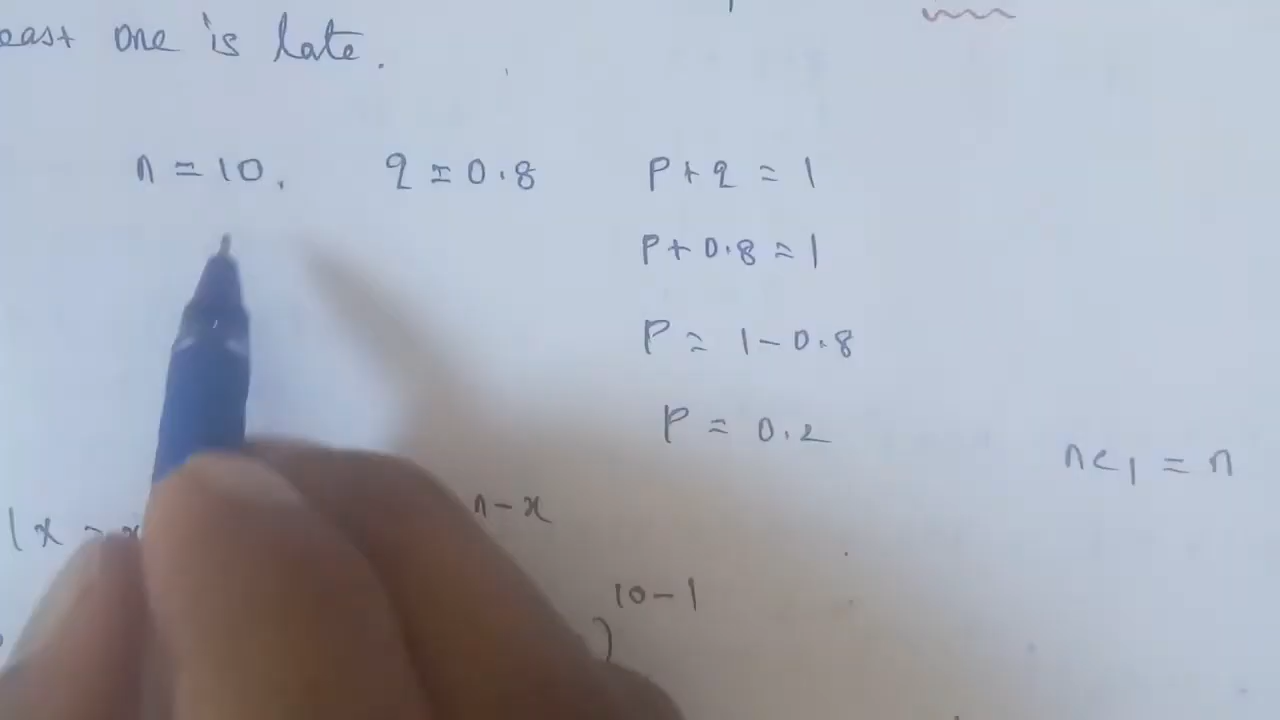 east one is late.
n = 10, q = 0.8 p + q = 1
p + 0.8 = 1
p = 1 - 0.8
p = 0.2
nc₁ = n
n-x
10-1
)